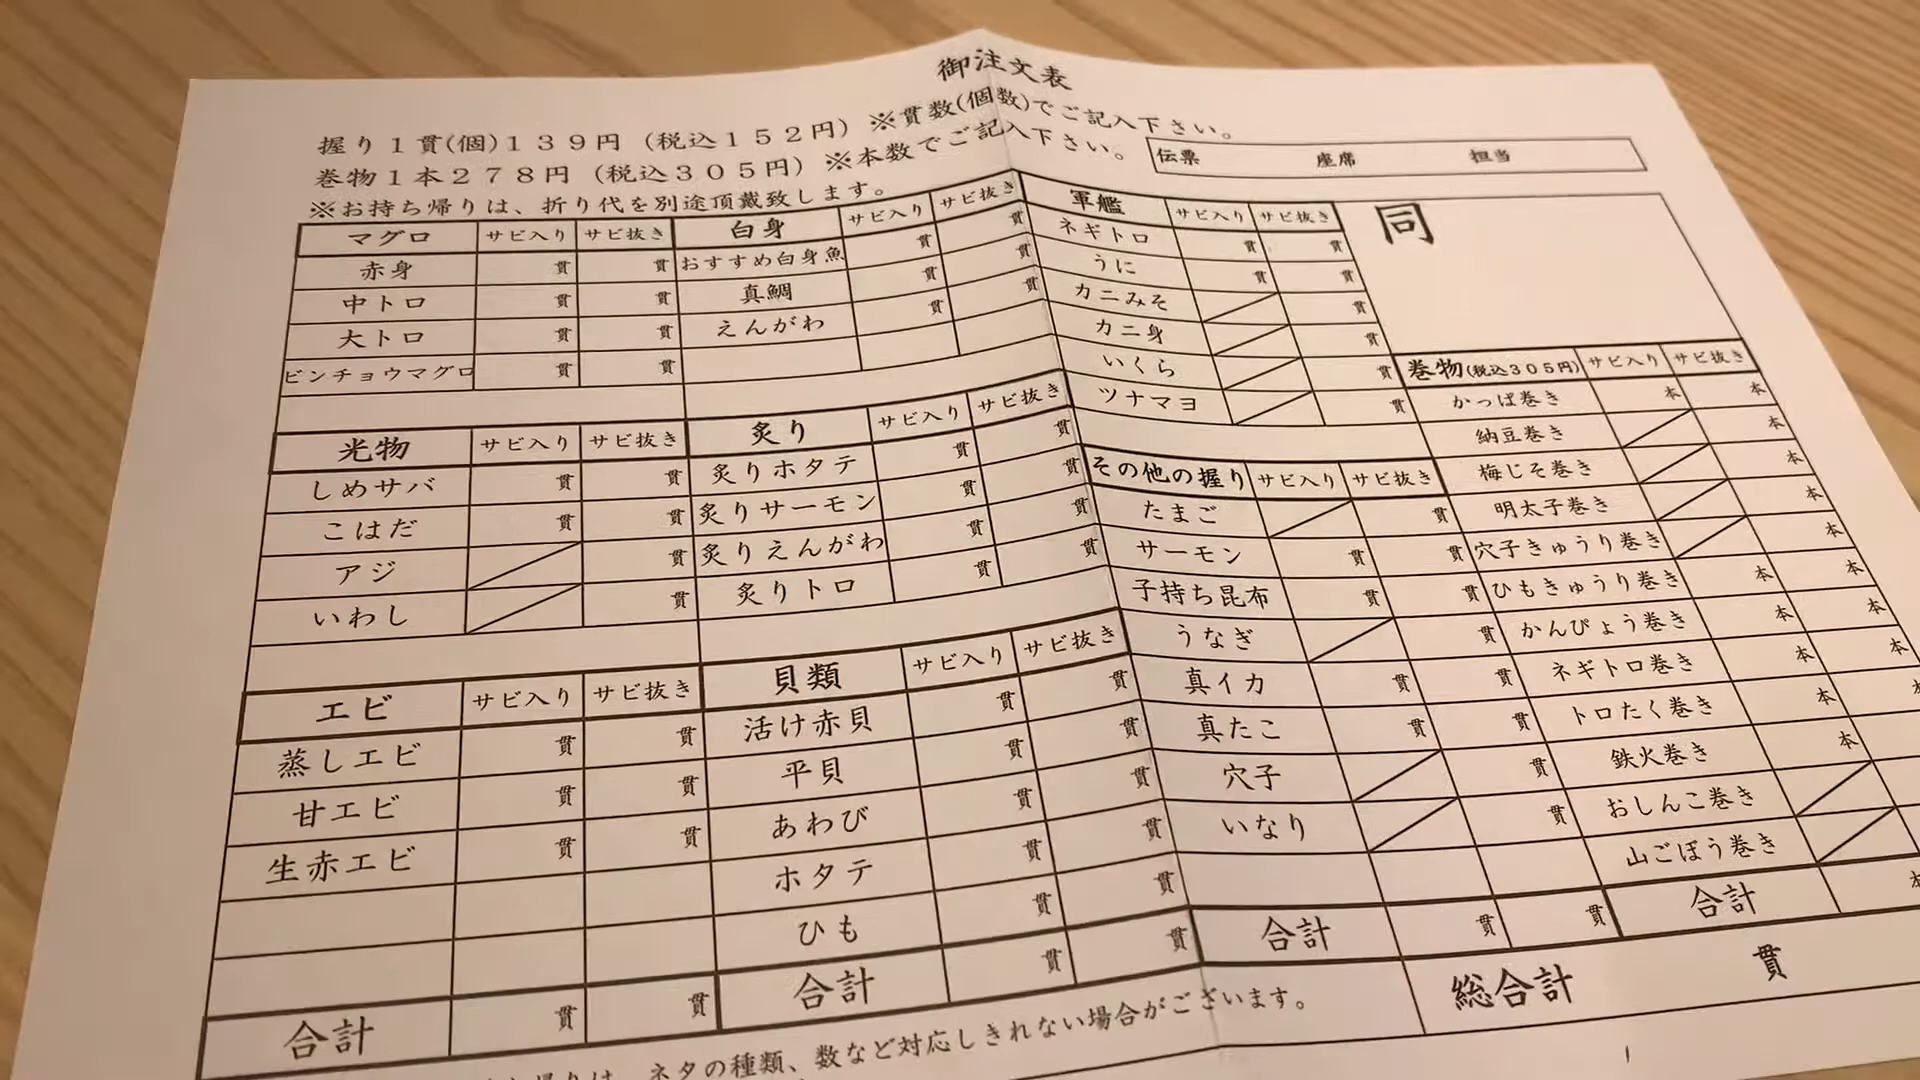 御注文表
握り1貫(個)139円（税込152円）※貫数(個数)でご記入下さい。
巻物1本278円（税込305円）※本数でご記入下さい。
※お持ち帰りは、折り代を別途頂戴致します。
伝票 座席 担当
同
マグロ サビ入り サビ抜き
赤身 貫 貫
中トロ 貫 貫
大トロ 貫 貫
ビンチョウマグロ 貫 貫
光物 サビ入り サビ抜き
しめサバ 貫 貫
こはだ 貫 貫
アジ 貫
いわし 貫
エビ サビ入り サビ抜き
蒸しエビ 貫 貫
甘エビ 貫 貫
生赤エビ 貫 貫
合計 貫 貫
白身 サビ入り サビ抜き
おすすめ白身魚 貫 貫
真鯛 貫 貫
えんがわ 貫 貫
炙り サビ入り サビ抜き
炙りホタテ 貫 貫
炙りサーモン 貫 貫
炙りえんがわ 貫 貫
炙りトロ 貫 貫
貝類 サビ入り サビ抜き
活け赤貝 貫 貫
平貝 貫 貫
あわび 貫 貫
ホタテ 貫 貫
ひも 貫 貫
合計 貫 貫
軍艦 サビ入り サビ抜き
ネギトロ 貫 貫
うに 貫 貫
カニみそ 貫
カニ身 貫
いくら 貫
ツナマヨ 貫
その他の握り サビ入り サビ抜き
たまご 貫
サーモン 貫 貫
子持ち昆布 貫 貫
うなぎ 貫
真イカ 貫 貫
真たこ 貫 貫
穴子 貫
いなり 貫
合計 貫 貫
巻物(税込305円) サビ入り サビ抜き
かっぱ巻き 本 本
納豆巻き 本
梅じそ巻き 本
明太子巻き 本
穴子きゅうり巻き 本
ひもきゅうり巻き 本 本
かんぴょう巻き 本 本
ネギトロ巻き 本 本
トロたく巻き 本 本
鉄火巻き 本
おしんこ巻き
山ごぼう巻き
合計 本
総合計 貫
りは、ネタの種類、数など対応しきれない場合がございます。